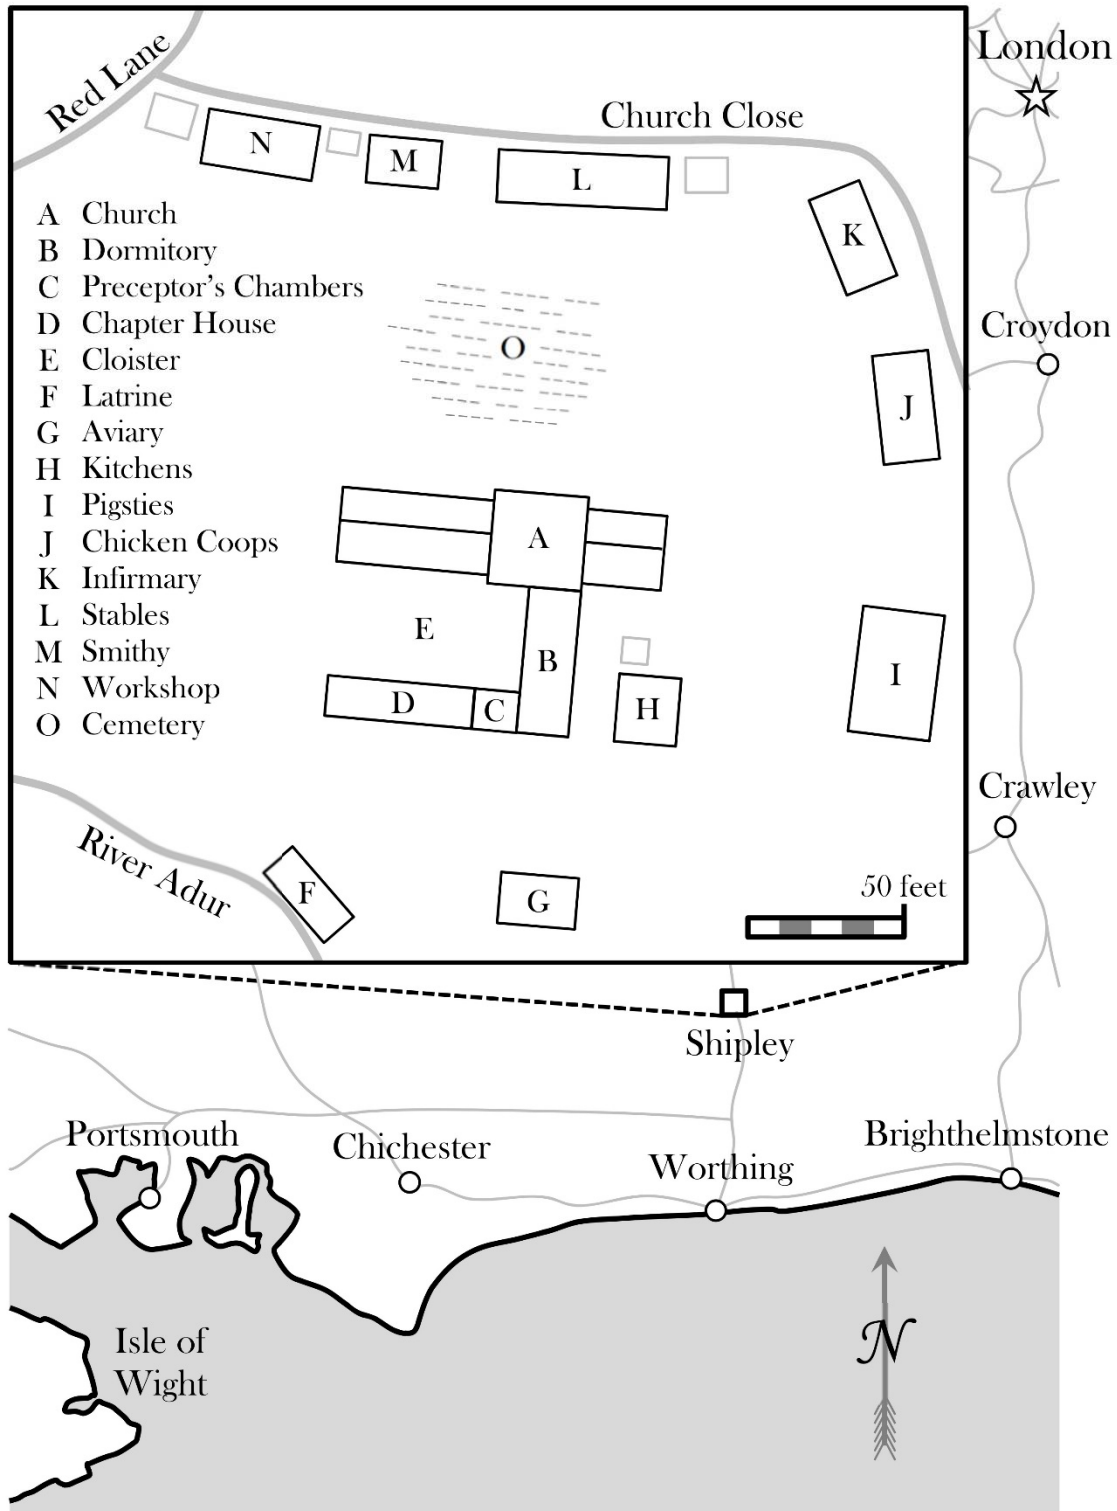 London
Red Lane
Church Close
N
M
L
K
A Church
B Dormitory
C Preceptor's Chambers
D Chapter House
E Cloister
F Latrine
G Aviary
H Kitchens
I Pigsties
J Chicken Coops
K Infirmary
L Stables
M Smithy
N Workshop
O Cemetery
O
Croydon
J
A
E
B
D
C
H
I
Crawley
River Adur
F
G
50 feet
Shipley
Portsmouth
Chichester
Worthing
Brighthelmstone
Isle of
Wight
N